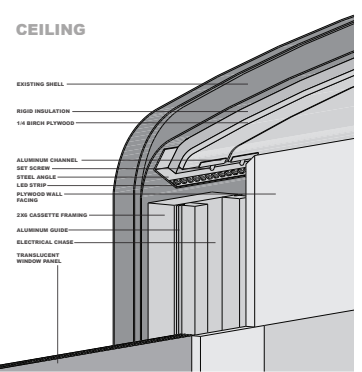 CEILING
EXISTING SHELL
RIGID INSULATION
1/4 BIRCH PLYWOOD
ALUMINUM CHANNEL
SET SCREW
STEEL ANGLE
LED STRIP
PLYWOOD WALL
FACING
2X6 CASSETTE FRAMING
ALUMINUM GUIDE
ELECTRICAL CHASE
TRANSLUCENT
WINDOW PANEL